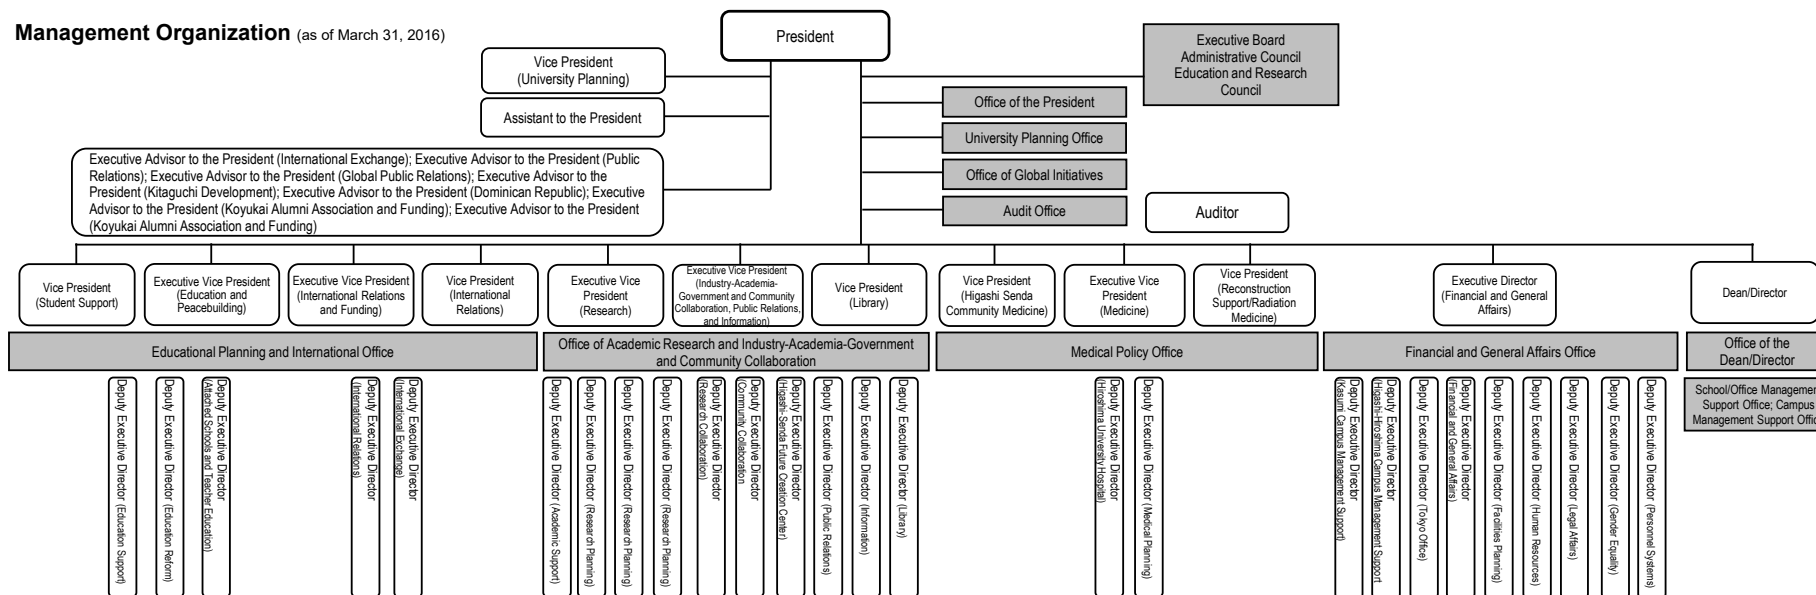 Management Organization (as of March 31, 2016)
President
Executive Board
Administrative Council
Education and Research
Council
Vice President
(University Planning)
Assistant to the President
Executive Advisor to the President (International Exchange); Executive Advisor to the President (Public
Relations); Executive Advisor to the President (Global Public Relations); Executive Advisor to the
President (Kitaguchi Development); Executive Advisor to the President (Dominican Republic); Executive
Advisor to the President (Koyukai Alumni Association and Funding); Executive Advisor to the President
(Koyukai Alumni Association and Funding)
Office of the President
University Planning Office
Office of Global Initiatives
Audit Office
Auditor
Vice President
(Student Support)
Executive Vice President
(Education and
Peacebuilding)
Executive Vice President
(International Relations
and Funding)
Vice President
(International
Relations)
Executive Vice
President
(Research)
Executive Vice President
(Industry-Academia-
Government and Community
Collaboration, Public Relations,
and Information)
Vice President
(Library)
Vice President
(Higashi Senda
Community Medicine)
Executive Vice
President
(Medicine)
Vice President
(Reconstruction
Support/Radiation
Medicine)
Executive Director
(Financial and General
Affairs)
Dean/Director
Educational Planning and International Office
Office of Academic Research and Industry-Academia-Government
and Community Collaboration
Medical Policy Office
Financial and General Affairs Office
Office of the
Dean/Director
Deputy Executive Director (Education Support)
Deputy Executive Director (Education Reform)
Deputy Executive Director
(Attached Schools and Teacher Education)
Deputy Executive Director
(International Relations)
Deputy Executive Director
(International Exchange)
Deputy Executive Director (Academic Support)
Deputy Executive Director (Research Planning)
Deputy Executive Director (Research Planning)
Deputy Executive Director (Research Planning)
Deputy Executive Director
(Research Collaboration)
Deputy Executive Director
(Community Collaboration
Deputy Executive Director
(Higashi-Senda Future Creation Center)
Deputy Executive Director (Public Relations)
Deputy Executive Director (Information)
Deputy Executive Director (Library)
Deputy Executive Director
(Hiroshima University Hospital)
Deputy Executive Director (Medical Planning)
Deputy Executive Director
(Kasumi Campus Management Support)
Deputy Executive Director
(Higashi-Hiroshima Campus Management Support
Deputy Executive Director (Tokyo Office)
Deputy Executive Director
(Financial and General Affairs)
Deputy Executive Director (Facilities Planning)
Deputy Executive Director (Human Resources)
Deputy Executive Director (Legal Affairs)
Deputy Executive Director (Gender Equality)
Deputy Executive Director (Personnel Systems)
School/Office Managemen
Support Office; Campus
Management Support Offic